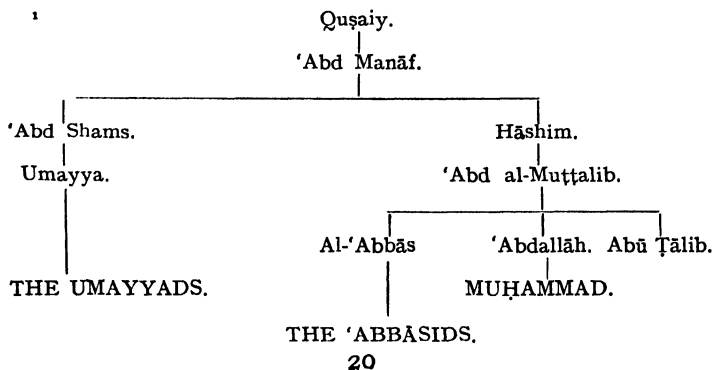 1 Quṣaiy.
‘Abd Manāf.
‘Abd Shams. Hāshim.
Umayya. ‘Abd al-Muṭṭalib.
Al-‘Abbās ‘Abdallāh. Abū Ṭālib.
THE UMAYYADS. MUḤAMMAD.
THE ‘ABBĀSIDS.
20